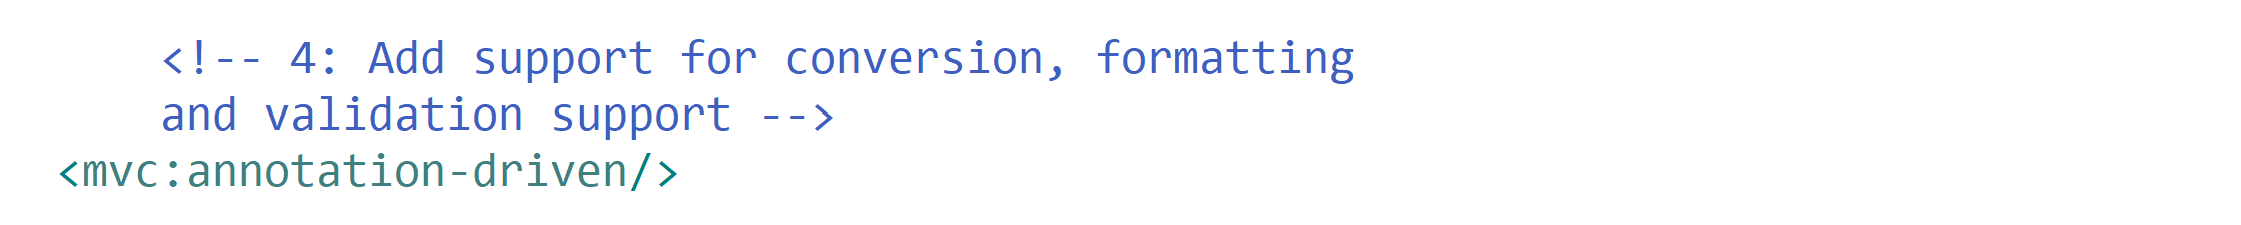 <!-- 4: Add support for conversion, formatting
and validation support -->
<mvc:annotation-driven/>